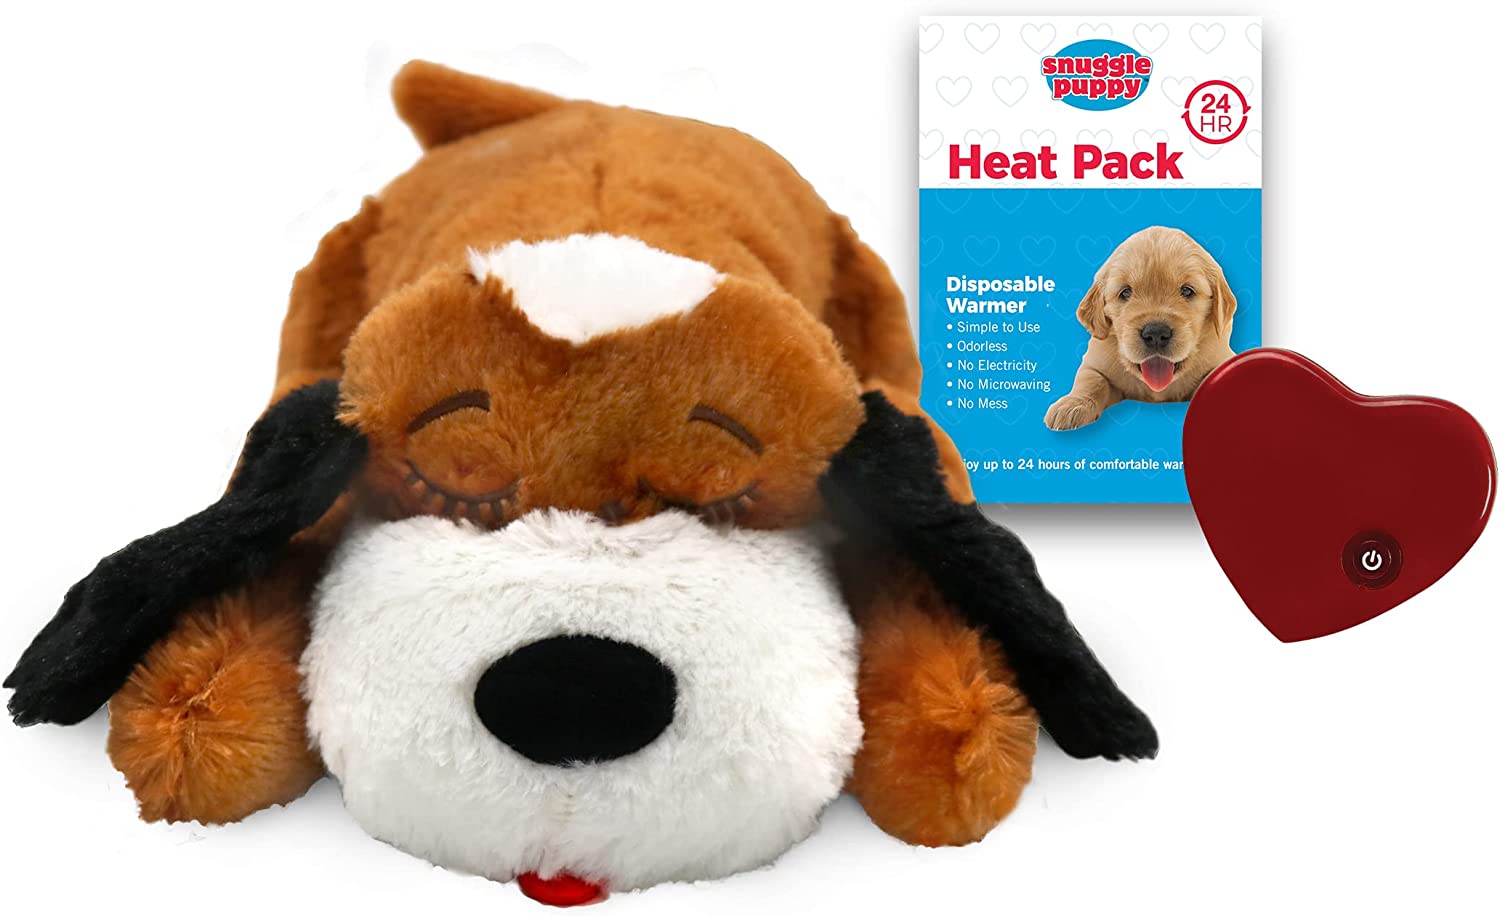 snuggle
puppy
24
HR
Heat Pack
Disposable
Warmer
• Simple to Use
• Odorless
• No Electricity
• No Microwaving
• No Mess
up to 24 hours of comfortable